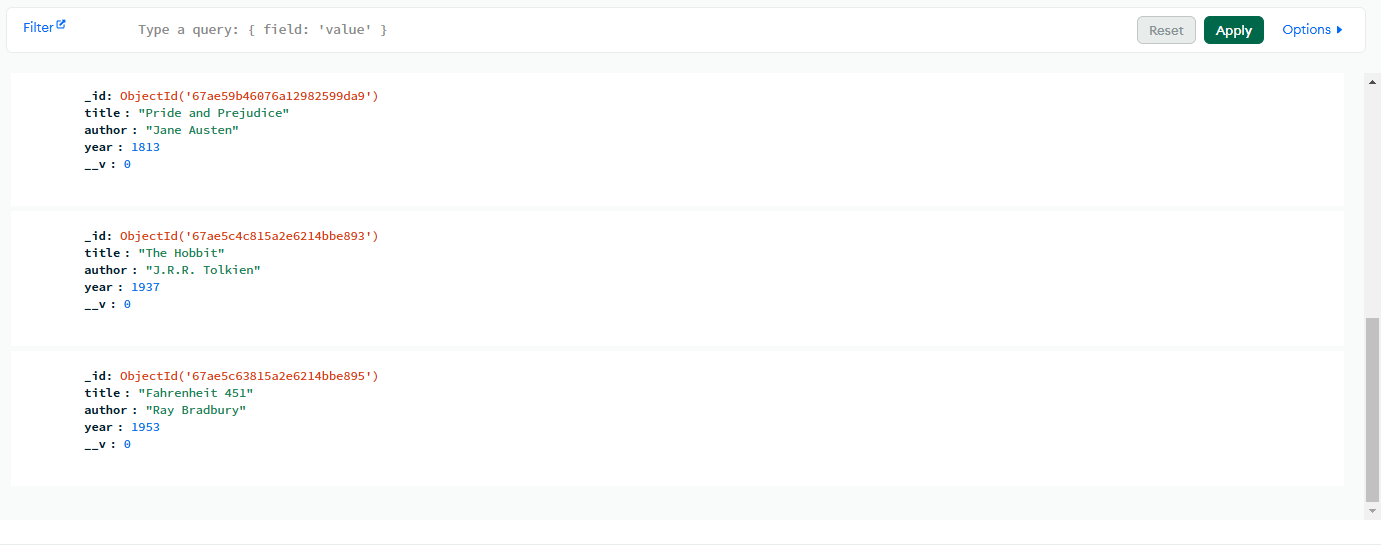 Filter
Type a query: { field: 'value' }
Reset
Apply
Options
_id: ObjectId('67ae59b46076a12982599da9')
title : "Pride and Prejudice"
author : "Jane Austen"
year : 1813
__v : 0
_id: ObjectId('67ae5c4c815a2e6214bbe893')
title : "The Hobbit"
author : "J.R.R. Tolkien"
year : 1937
__v : 0
_id: ObjectId('67ae5c63815a2e6214bbe895')
title : "Fahrenheit 451"
author : "Ray Bradbury"
year : 1953
__v : 0